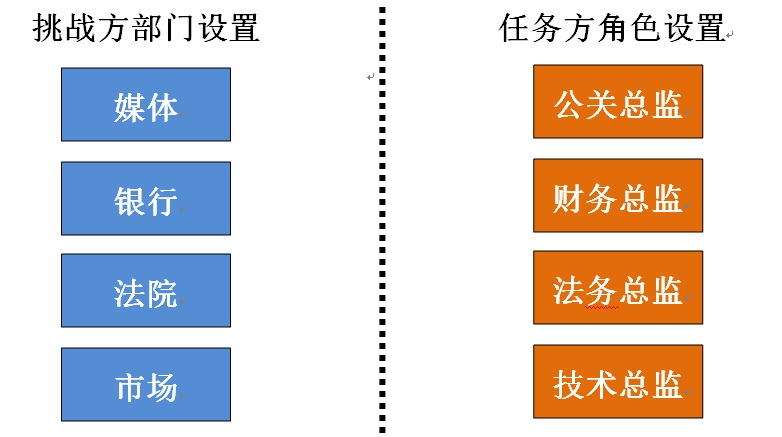 挑战方部门设置
媒体
银行
法院
市场
任务方角色设置
公关总监
财务总监
法务总监
技术总监